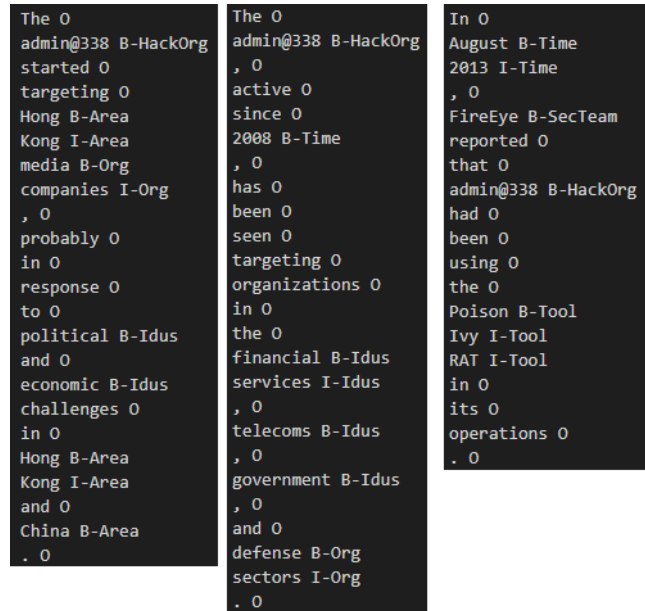 The O
admin@338 B-HackOrg
started O
targeting O
Hong B-Area
Kong I-Area
media B-Org
companies I-Org
, O
probably O
in O
response O
to O
political B-Idus
and O
economic B-Idus
challenges O
in O
Hong B-Area
Kong I-Area
and O
China B-Area
. O
The O
admin@338 B-HackOrg
, O
active O
since O
2008 B-Time
, O
has O
been O
seen O
targeting O
organizations O
in O
the O
financial B-Idus
services I-Idus
, O
telecoms B-Idus
, O
government B-Idus
, O
and O
defense B-Org
sectors I-Org
. O
In O
August B-Time
2013 I-Time
, O
FireEye B-SecTeam
reported O
that O
admin@338 B-HackOrg
had O
been O
using O
the O
Poison B-Tool
Ivy I-Tool
RAT I-Tool
in O
its O
operations O
. O